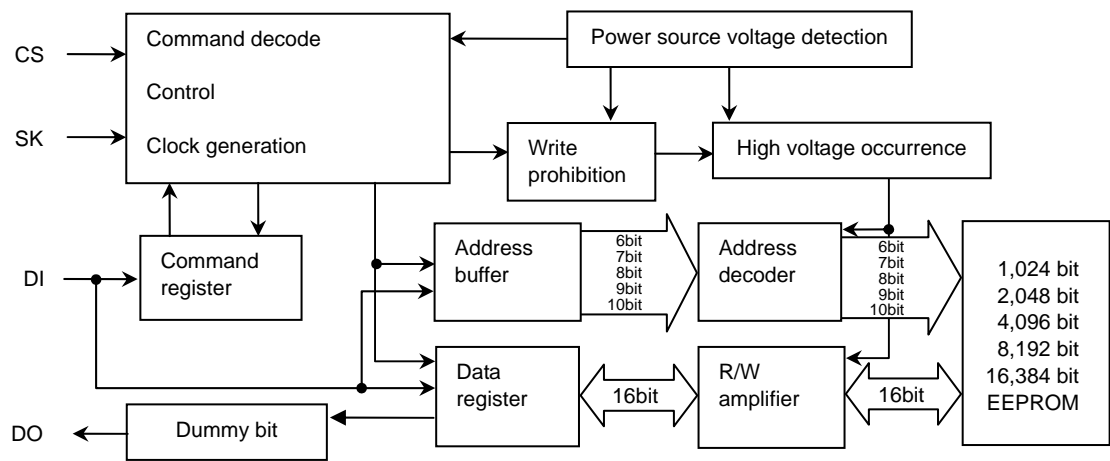 CS
SK
DI
DO
Command decode
Control
Clock generation
Power source voltage detection
Write
prohibition
High voltage occurrence
Command
register
Address
buffer
6bit
7bit
8bit
9bit
10bit
Address
decoder
6bit
7bit
8bit
9bit
10bit
1,024 bit
2,048 bit
4,096 bit
8,192 bit
16,384 bit
EEPROM
Data
register
16bit
R/W
amplifier
16bit
Dummy bit